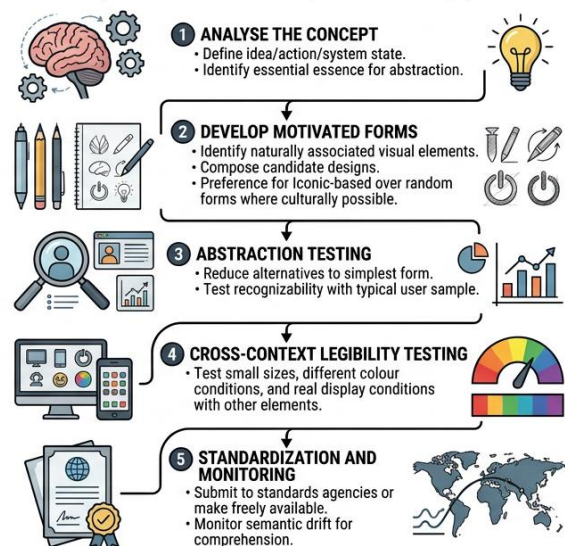 1 ANALYSE THE CONCEPT
• Define idea/action/system state.
• Identify essential essence for abstraction.
2 DEVELOP MOTIVATED FORMS
• Identify naturally associated visual elements.
• Compose candidate designs.
• Preference for Iconic-based over random
forms where culturally possible.
3 ABSTRACTION TESTING
• Reduce alternatives to simplest form.
• Test recognizability with typical user sample.
4 CROSS-CONTEXT LEGIBILITY TESTING
• Test small sizes, different colour
conditions, and real display conditions
with other elements.
5 STANDARDIZATION AND
MONITORING
• Submit to standards agencies or
make freely available.
• Monitor semantic drift for
comprehension.